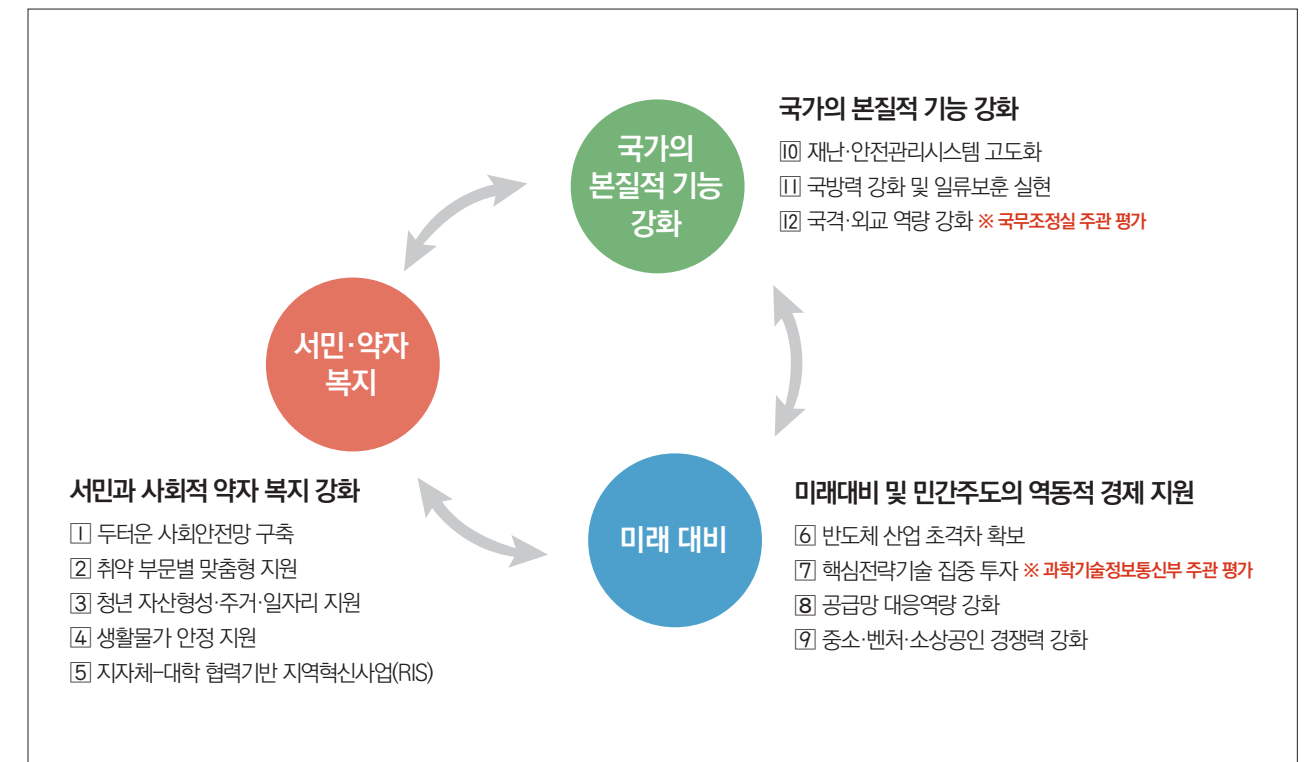 국가의
본질적 기능
강화
국가의 본질적 기능 강화
10 재난·안전관리시스템 고도화
11 국방력 강화 및 일류보훈 실현
12 국격·외교 역량 강화 ※ 국무조정실 주관 평가
서민·약자
복지
서민과 사회적 약자 복지 강화
1 두터운 사회안전망 구축
2 취약 부문별 맞춤형 지원
3 청년 자산형성·주거·일자리 지원
4 생활물가 안정 지원
5 지자체-대학 협력기반 지역혁신사업(RIS)
미래 대비
미래대비 및 민간주도의 역동적 경제 지원
6 반도체 산업 초격차 확보
7 핵심전략기술 집중 투자 ※ 과학기술정보통신부 주관 평가
8 공급망 대응역량 강화
9 중소·벤처·소상공인 경쟁력 강화